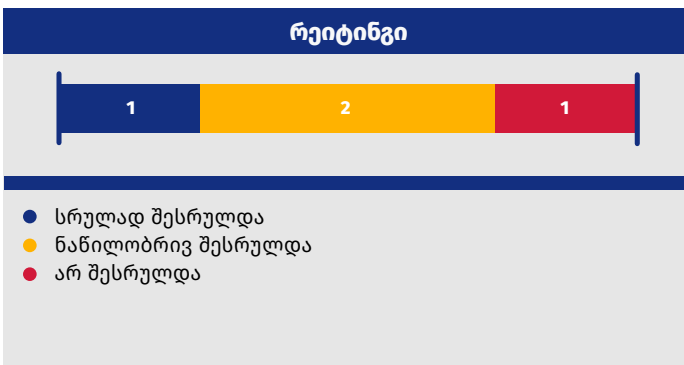 რეიტინგი
1 2 1
სრულად შესრულდა
ნაწილობრივ შესრულდა
არ შესრულდა